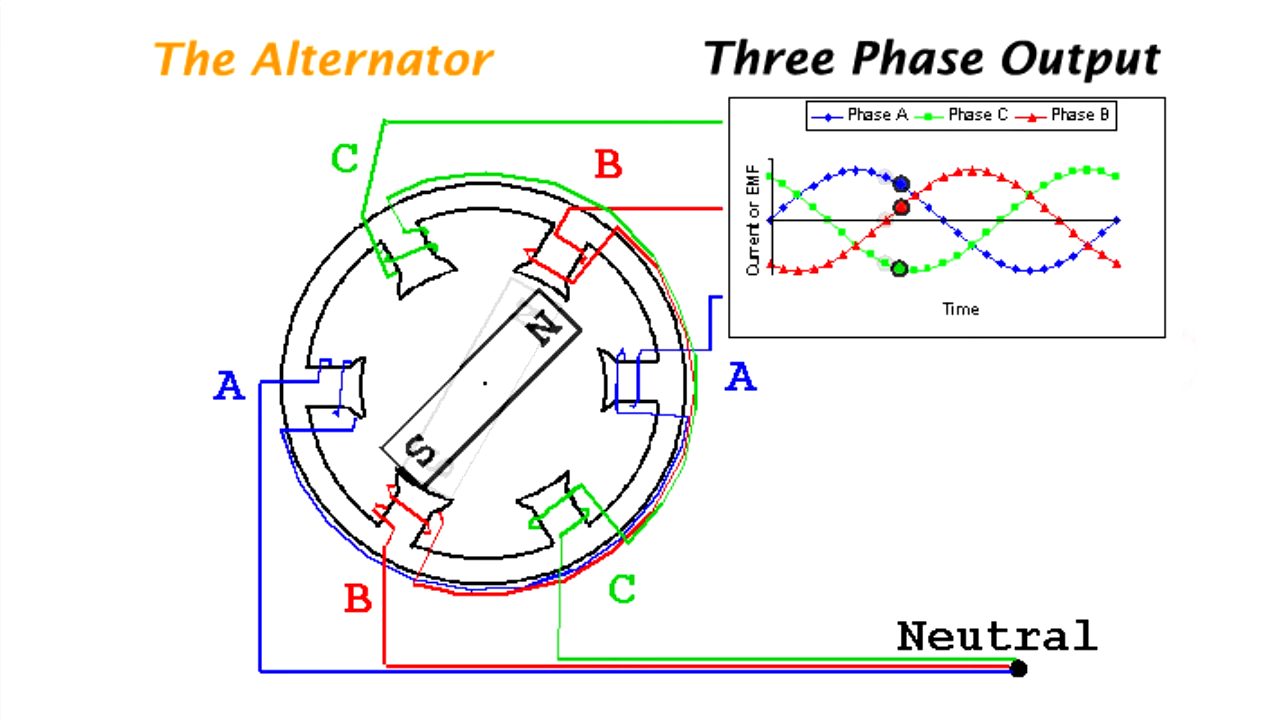 The Alternator
Three Phase Output
Phase A Phase C Phase B
Current or EMF
Time
C
B
A
A
N
S
B
C
Neutral